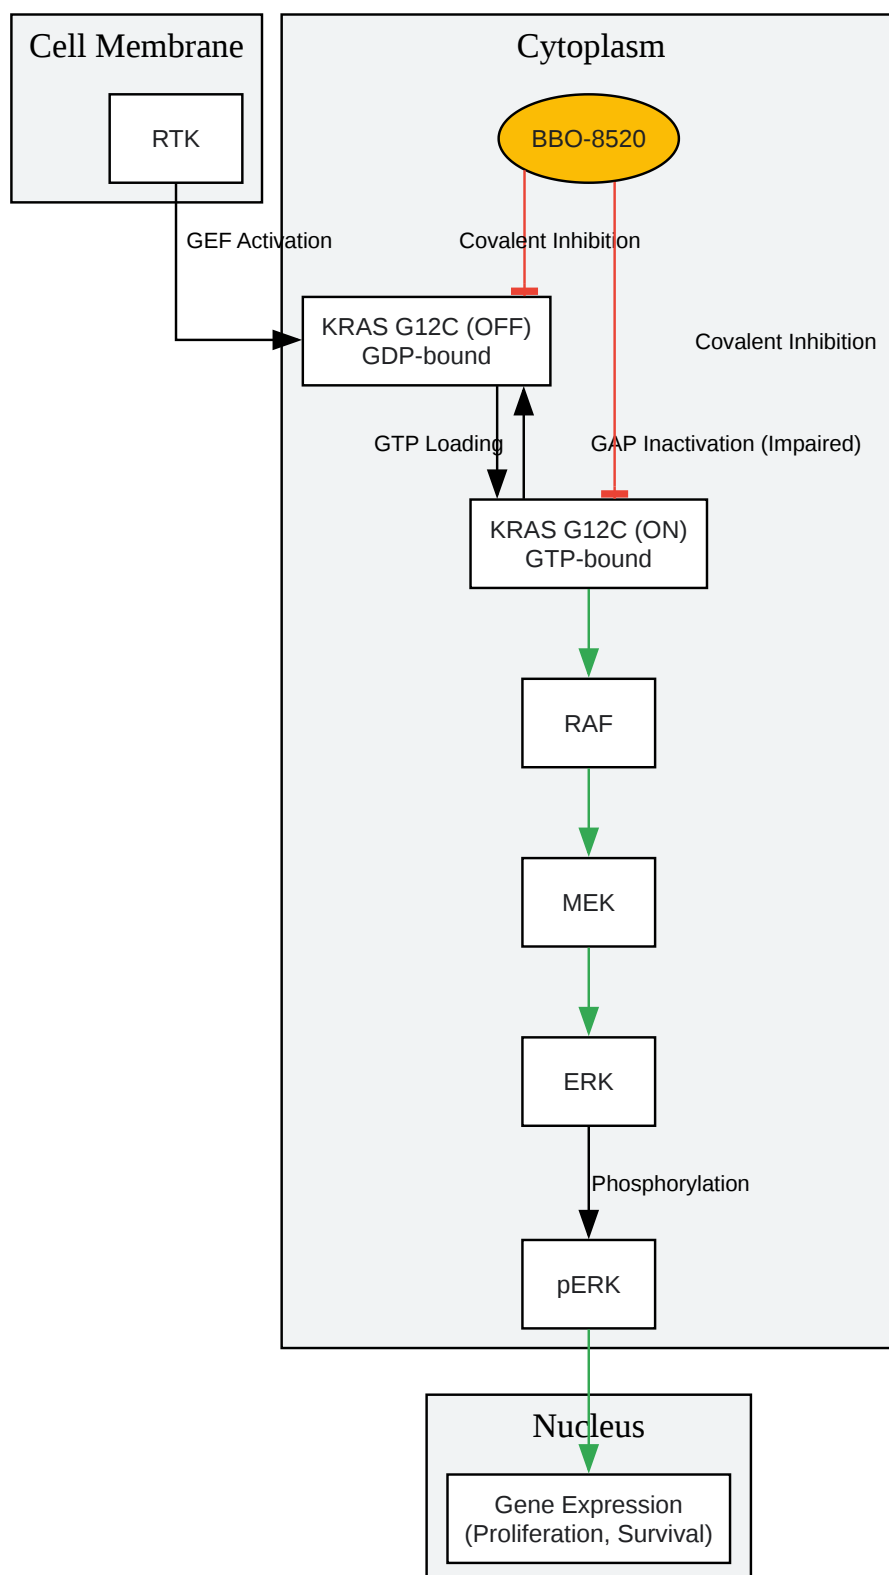 Cell Membrane
Cytoplasm
RTK
BBO-8520
GEF Activation
Covalent Inhibition
KRAS G12C (OFF)
GDP-bound
Covalent Inhibition
GTP Loading
GAP Inactivation (Impaired)
KRAS G12C (ON)
GTP-bound
RAF
MEK
ERK
Phosphorylation
pERK
Nucleus
Gene Expression
(Proliferation, Survival)